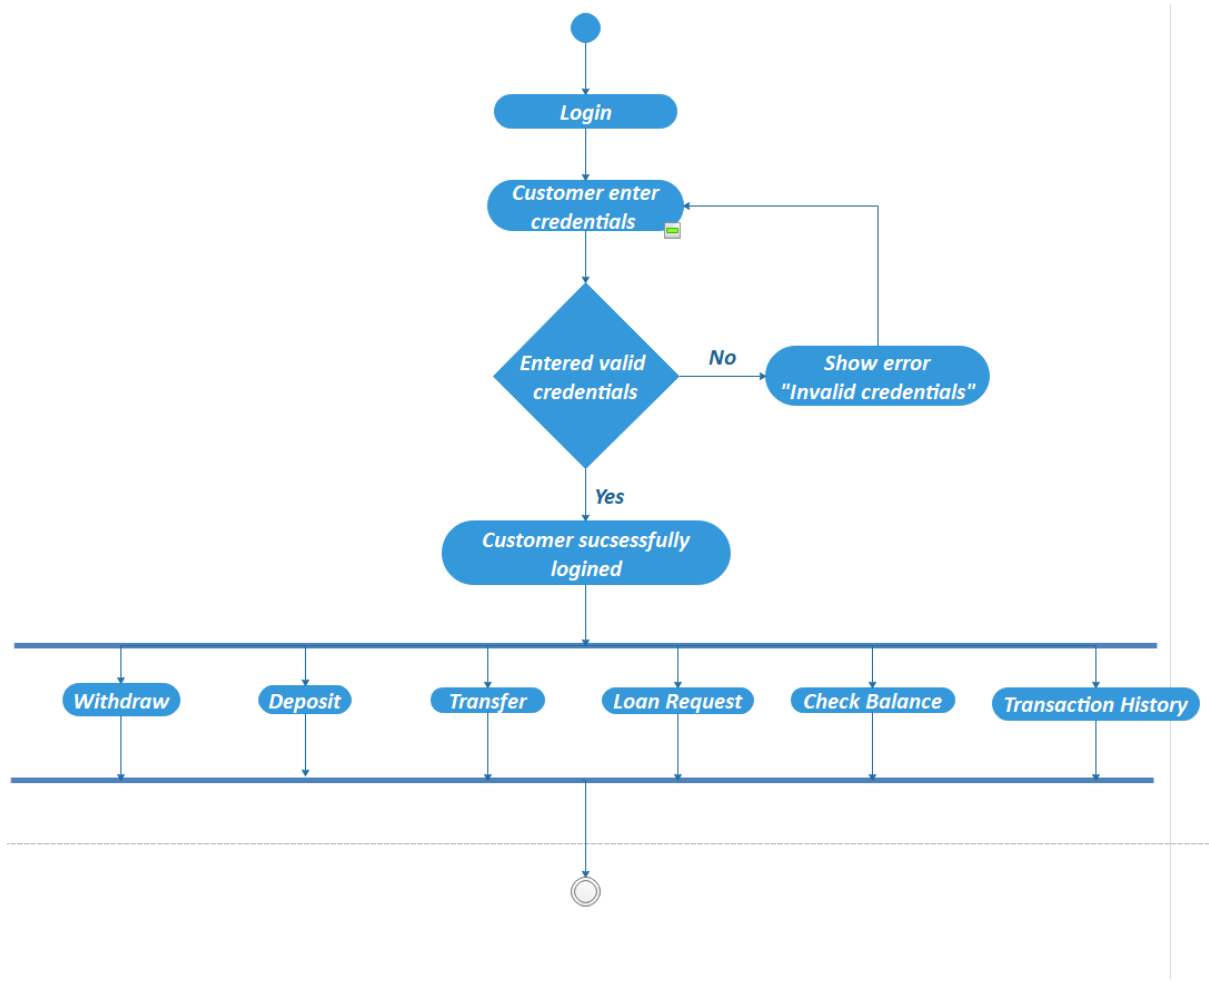 Login
Customer enter
credentials
Entered valid
credentials
No
Show error
"Invalid credentials"
Yes
Customer sucsessfully
logined
Withdraw
Deposit
Transfer
Loan Request
Check Balance
Transaction History